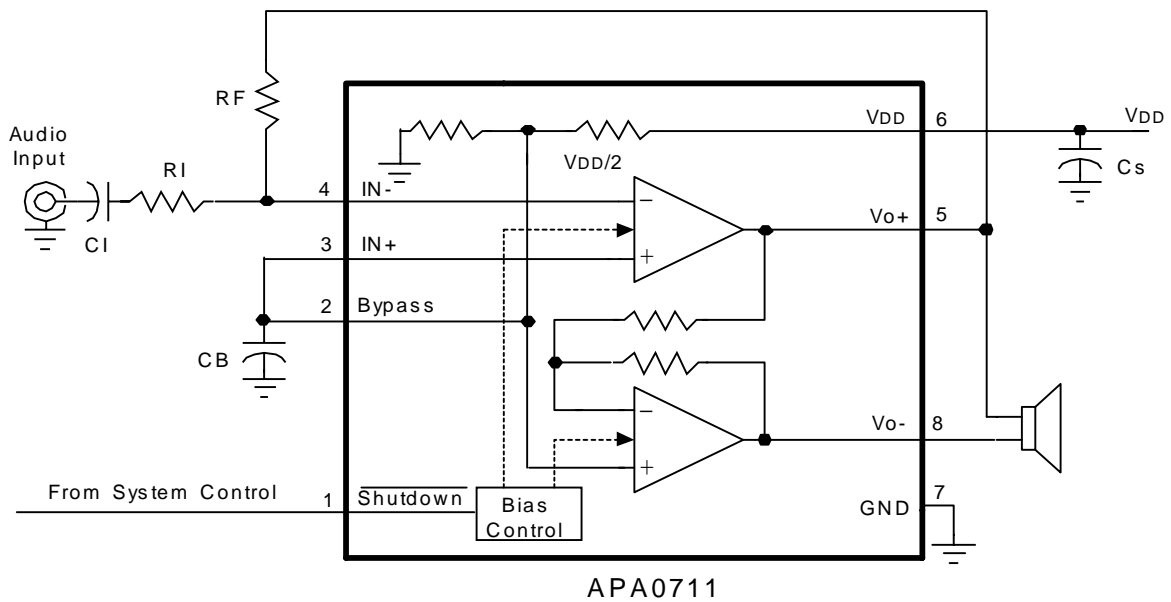 RF
Audio
Input
RI
CI
4
IN-
3
IN+
2
Bypass
CB
From System Control
1
Shutdown
Bias
Control
VDD/2
VDD
6
VDD
Cs
−
+
Vo+
5
−
+
Vo-
8
7
GND
APA0711